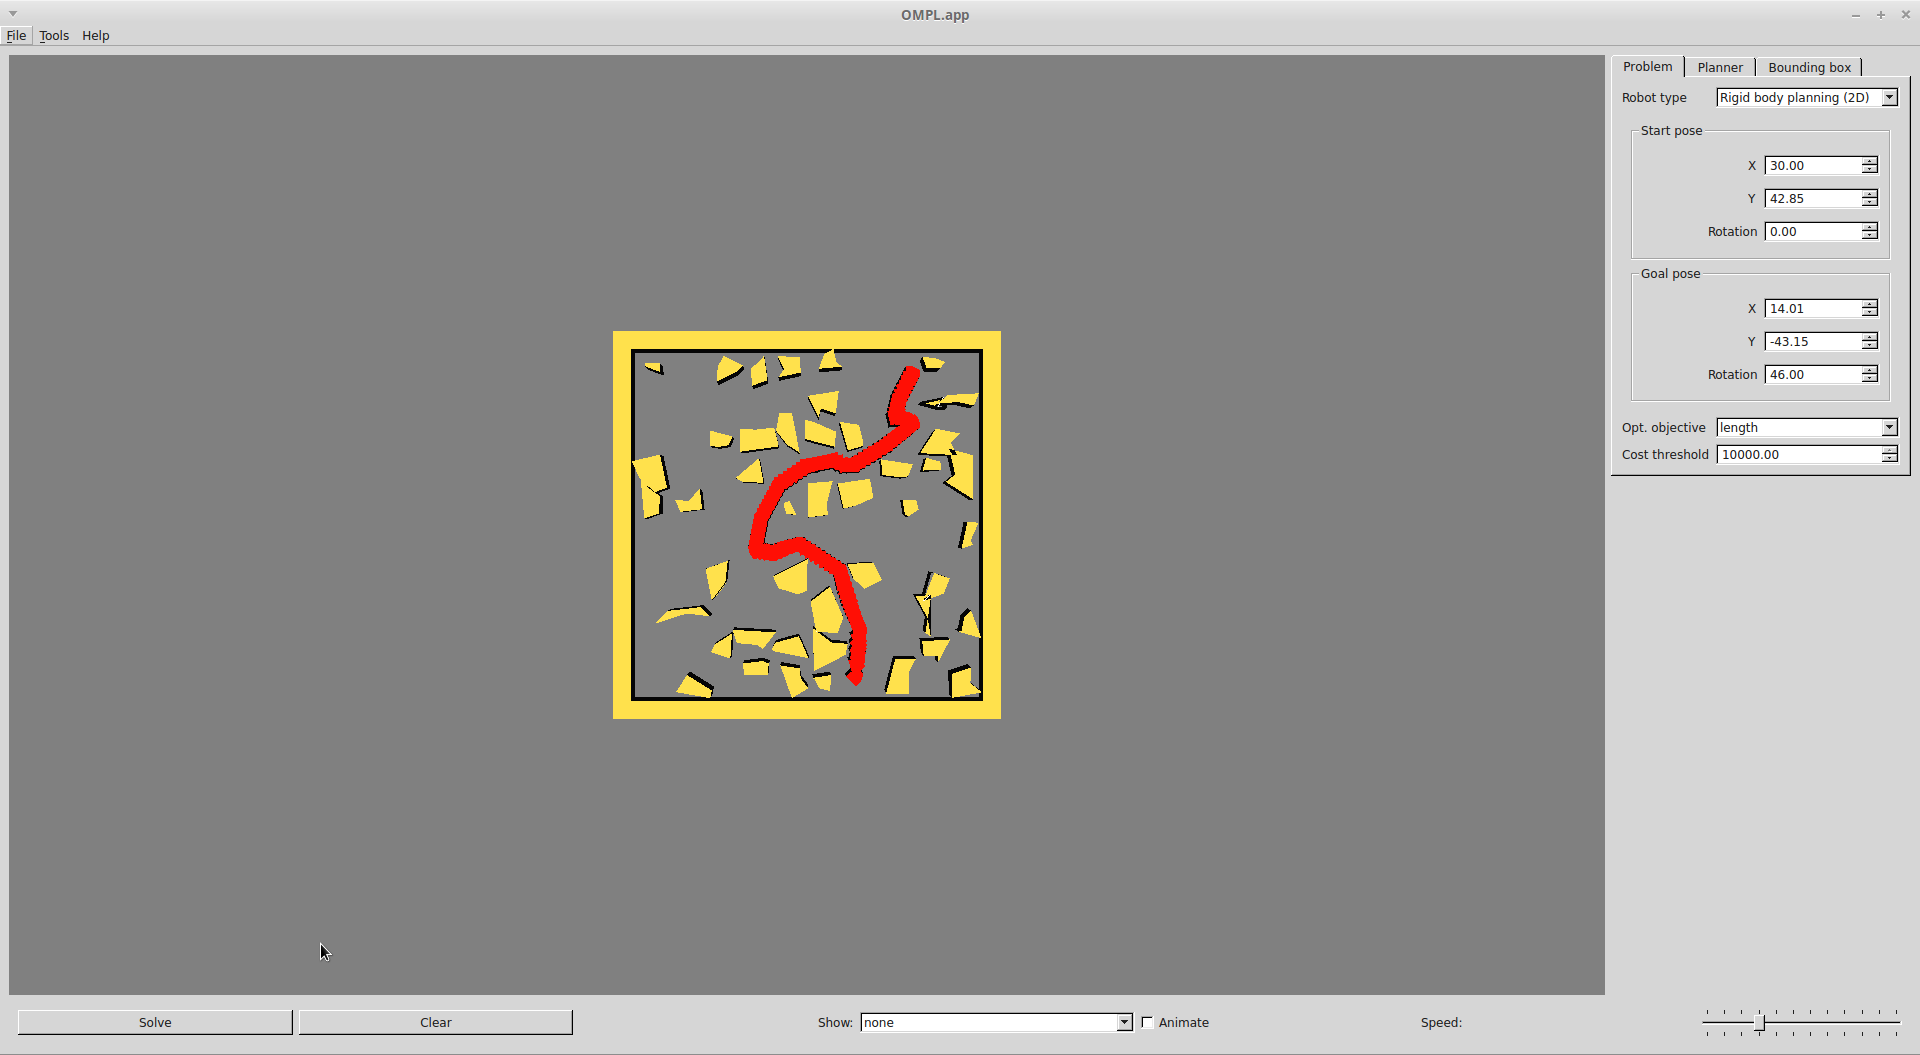 OMPL.app
File Tools Help
Problem Planner Bounding box
Robot type Rigid body planning (2D)
Start pose
X 30.00
Y 42.85
Rotation 0.00
Goal pose
X 14.01
Y -43.15
Rotation 46.00
Opt. objective length
Cost threshold 10000.00
Solve Clear Show: none Animate Speed: